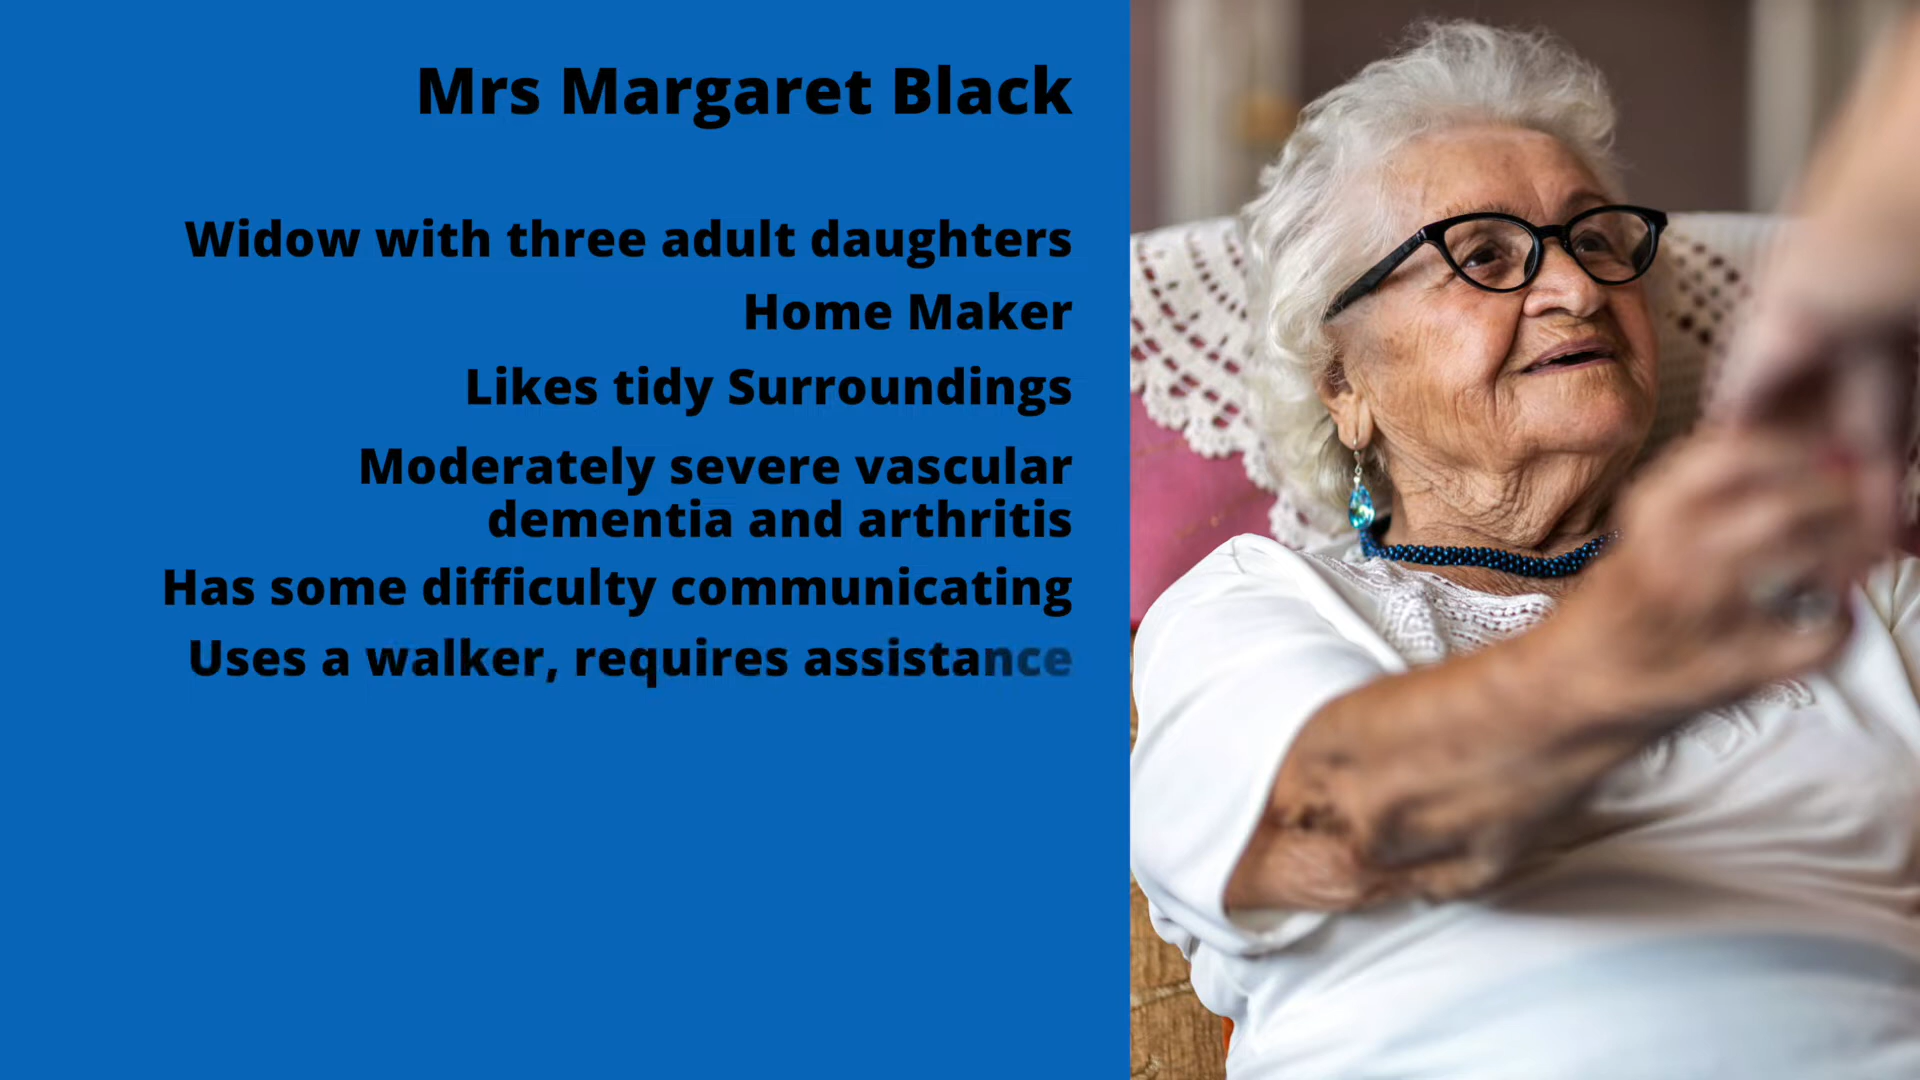 Mrs Margaret Black
Widow with three adult daughters
Home Maker
Likes tidy Surroundings
Moderately severe vascular
dementia and arthritis
Has some difficulty communicating
Uses a walker, requires assistance